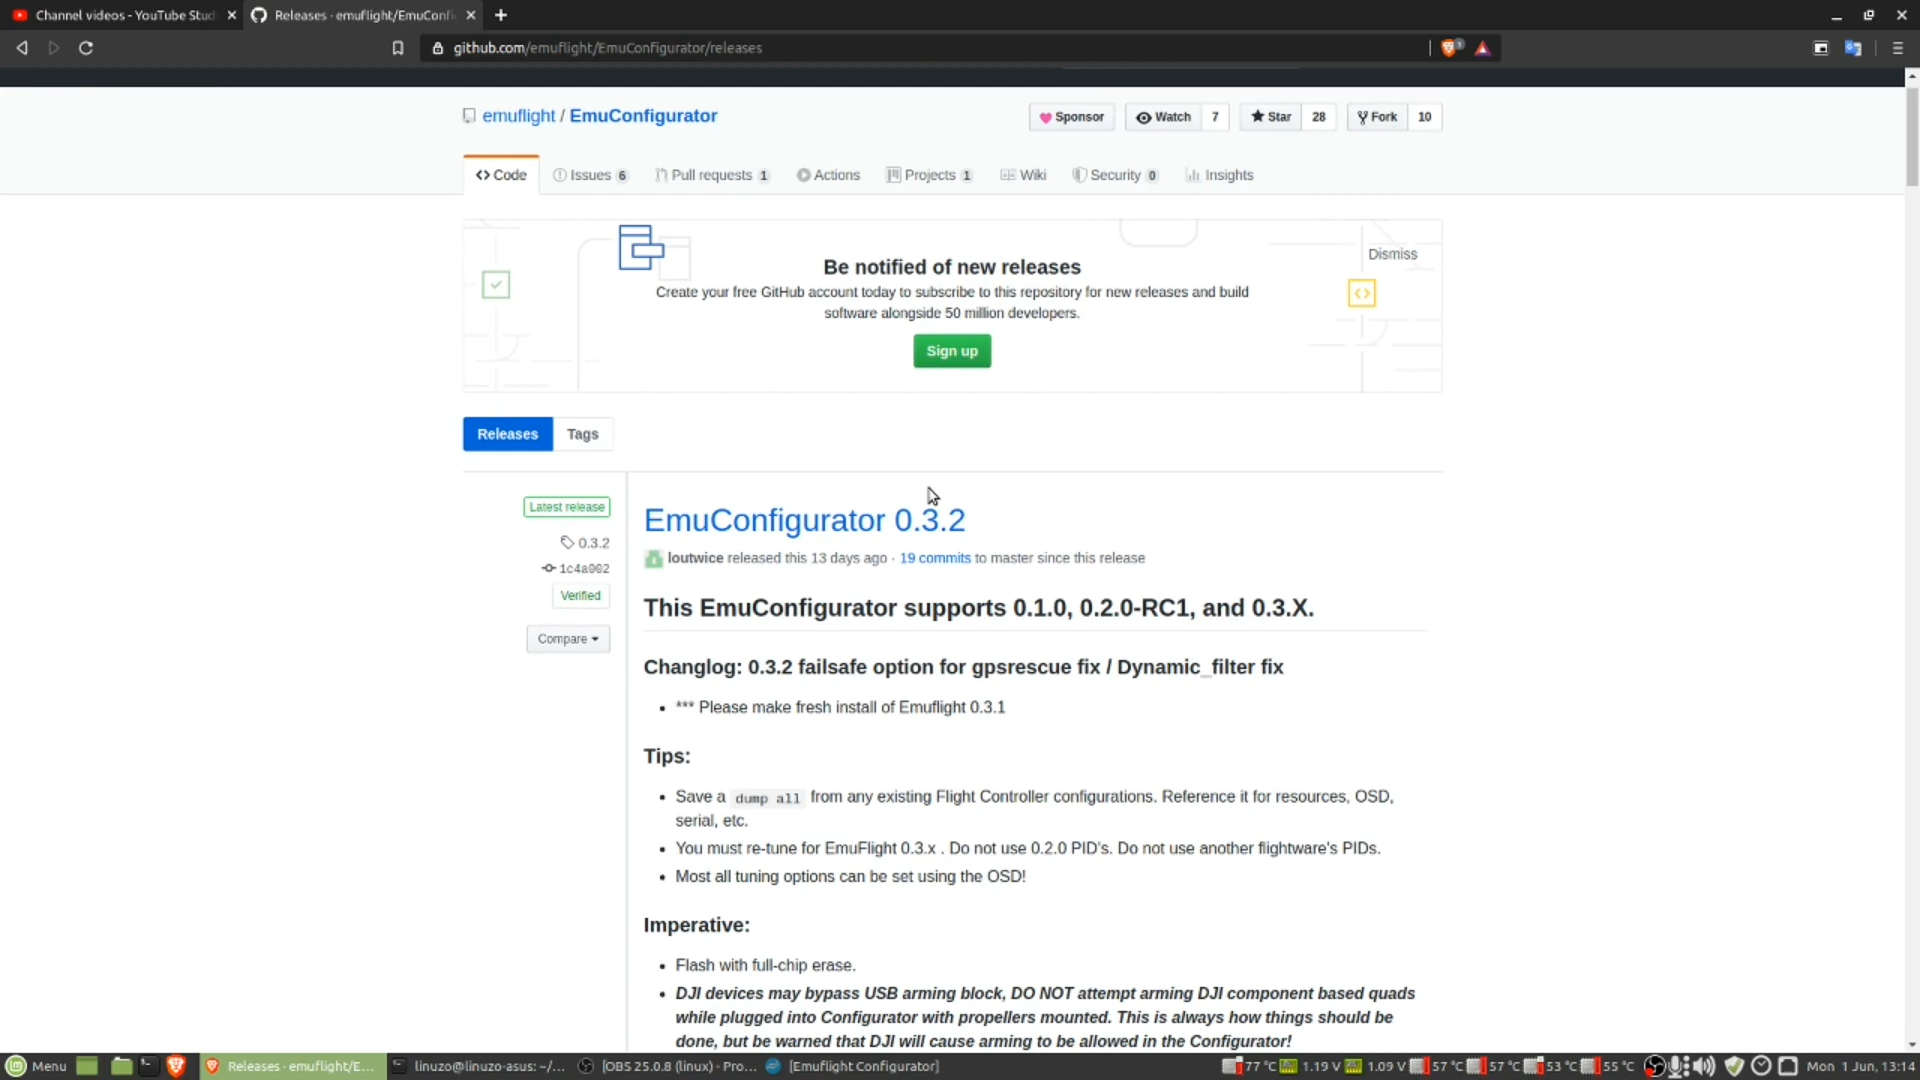 Channel videos - YouTube Stud
Releases · emuflight/EmuConfi
github.com/emuflight/EmuConfigurator/releases
emuflight / EmuConfigurator
Sponsor
Watch 7
Star 28
Fork 10
Code
Issues 6
Pull requests 1
Actions
Projects 1
Wiki
Security 0
Insights
Be notified of new releases
Dismiss
Create your free GitHub account today to subscribe to this repository for new releases and build
software alongside 50 million developers.
Sign up
Releases
Tags
Latest release
0.3.2
1c4a002
Verified
Compare
EmuConfigurator 0.3.2
loutwice released this 13 days ago · 19 commits to master since this release
This EmuConfigurator supports 0.1.0, 0.2.0-RC1, and 0.3.X.
Changlog: 0.3.2 failsafe option for gpsrescue fix / Dynamic_filter fix
• *** Please make fresh install of Emuflight 0.3.1
Tips:
• Save a dump all from any existing Flight Controller configurations. Reference it for resources, OSD,
serial, etc.
• You must re-tune for EmuFlight 0.3.x . Do not use 0.2.0 PID's. Do not use another flightware's PIDs.
• Most all tuning options can be set using the OSD!
Imperative:
• Flash with full-chip erase.
• DJI devices may bypass USB arming block, DO NOT attempt arming DJI component based quads
while plugged into Configurator with propellers mounted. This is always how things should be
done, but be warned that DJI will cause arming to be allowed in the Configurator!
Menu
Releases - emuflight/E...
linuzo@linuzo-asus: ~/...
[OBS 25.0.8 (linux) - Pro...
[Emuflight Configurator]
77 °C 1.19 V 1.09 V 57 °C 57 °C 53 °C 55 °C
Mon 1 Jun, 13:14